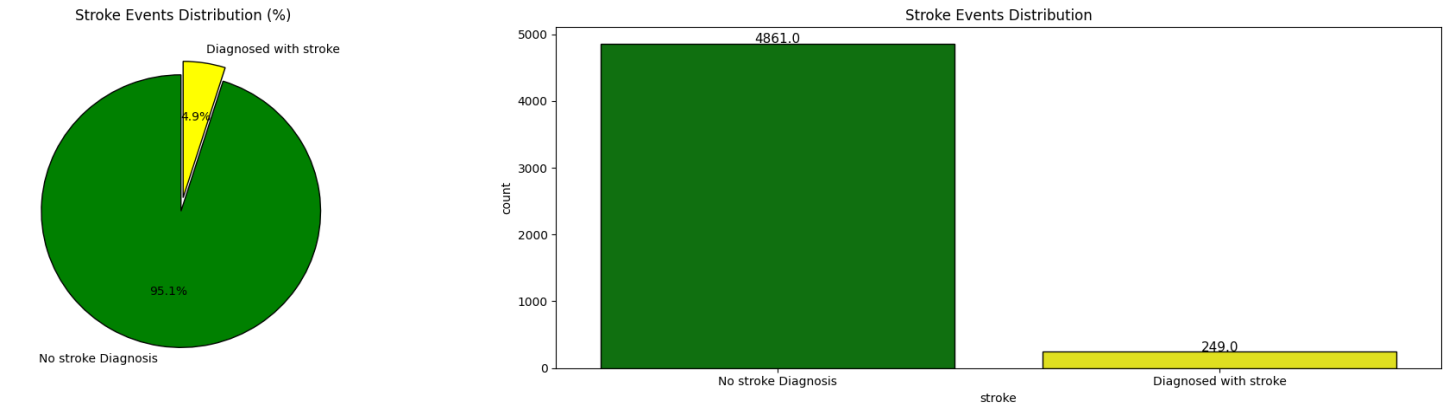 Stroke Events Distribution (%)
Diagnosed with stroke
4.9%
95.1%
No stroke Diagnosis
Stroke Events Distribution
5000
4000
3000
2000
1000
0
count
4861.0
249.0
No stroke Diagnosis
Diagnosed with stroke
stroke